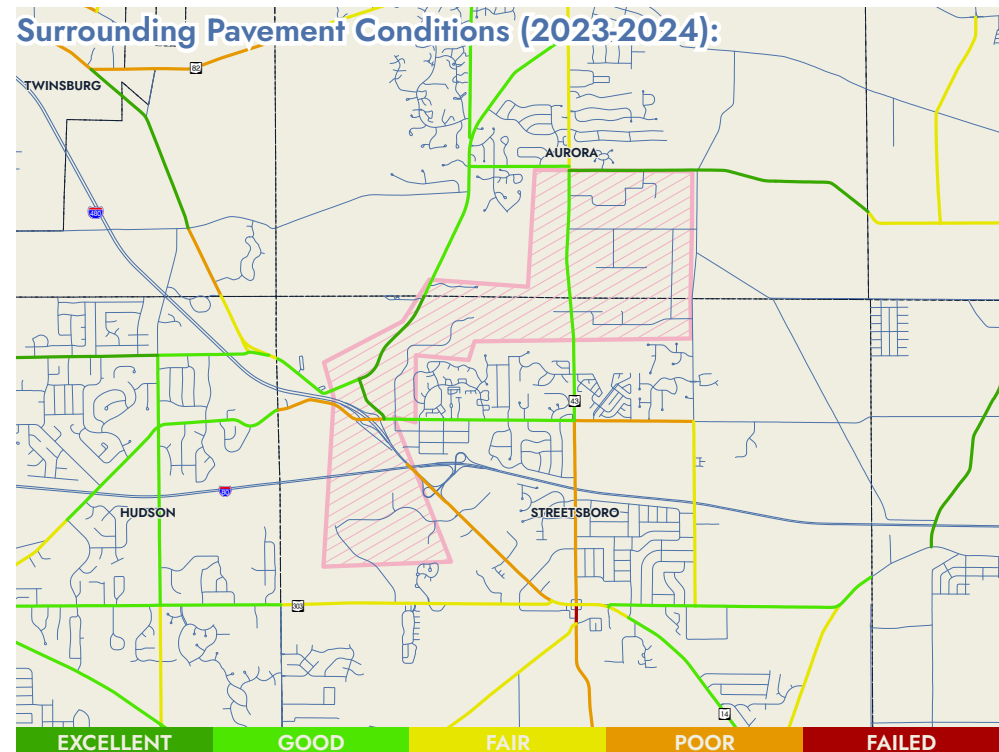 Surrounding Pavement Conditions (2023-2024):
82
TWINSBURG
AURORA
480
43
80
HUDSON
STREETSBORO
303
14
EXCELLENT GOOD FAIR POOR FAILED